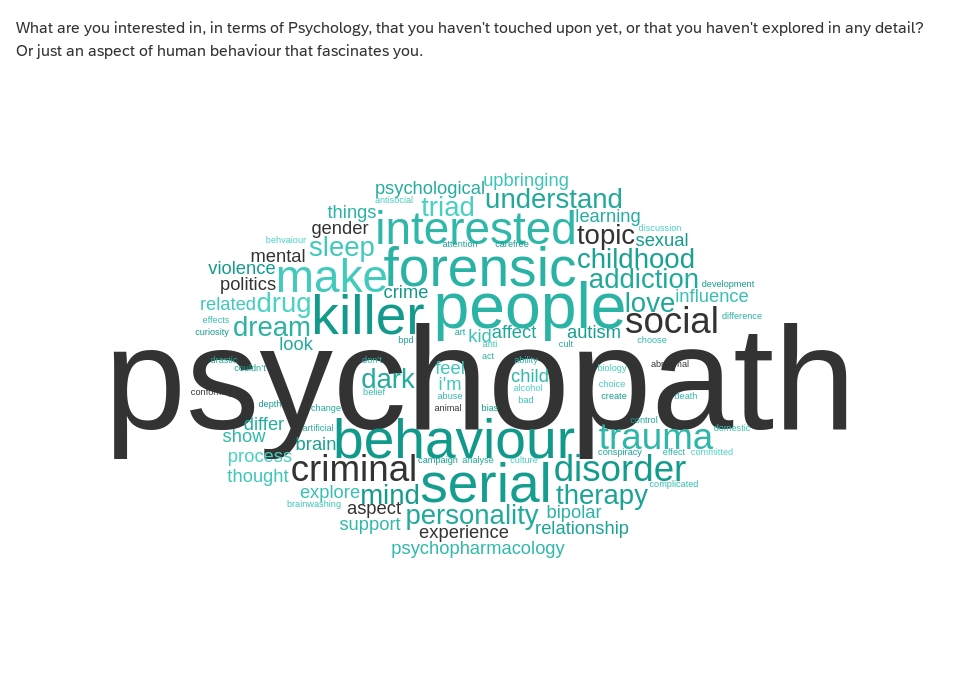 What are you interested in, in terms of Psychology, that you haven't touched upon yet, or that you haven't explored in any detail?
Or just an aspect of human behaviour that fascinates you.
upbringing
psychological
antisocial triad understand
things learning
gender interested discussion
behvaiour sleep attention carefree topic sexual
mental childhood
violence make forensic addiction
politics crime development
related drug killer people love influence
effects social difference
curiosity dream art kid affect autism
look bpd anti cult choose
psychopath
drastic couldn't don't act ability biology abnormal
dark feel child
i'm choice
belief abuse alcohol create death
depth change animal bias bad
differ artificial control domestic
show brain behaviour trauma
process campaign analyse culture conspiracy effect committed
thought criminal serial disorder
explore mind therapy complicated
brainwashing aspect personality bipolar
support experience relationship
psychopharmacology